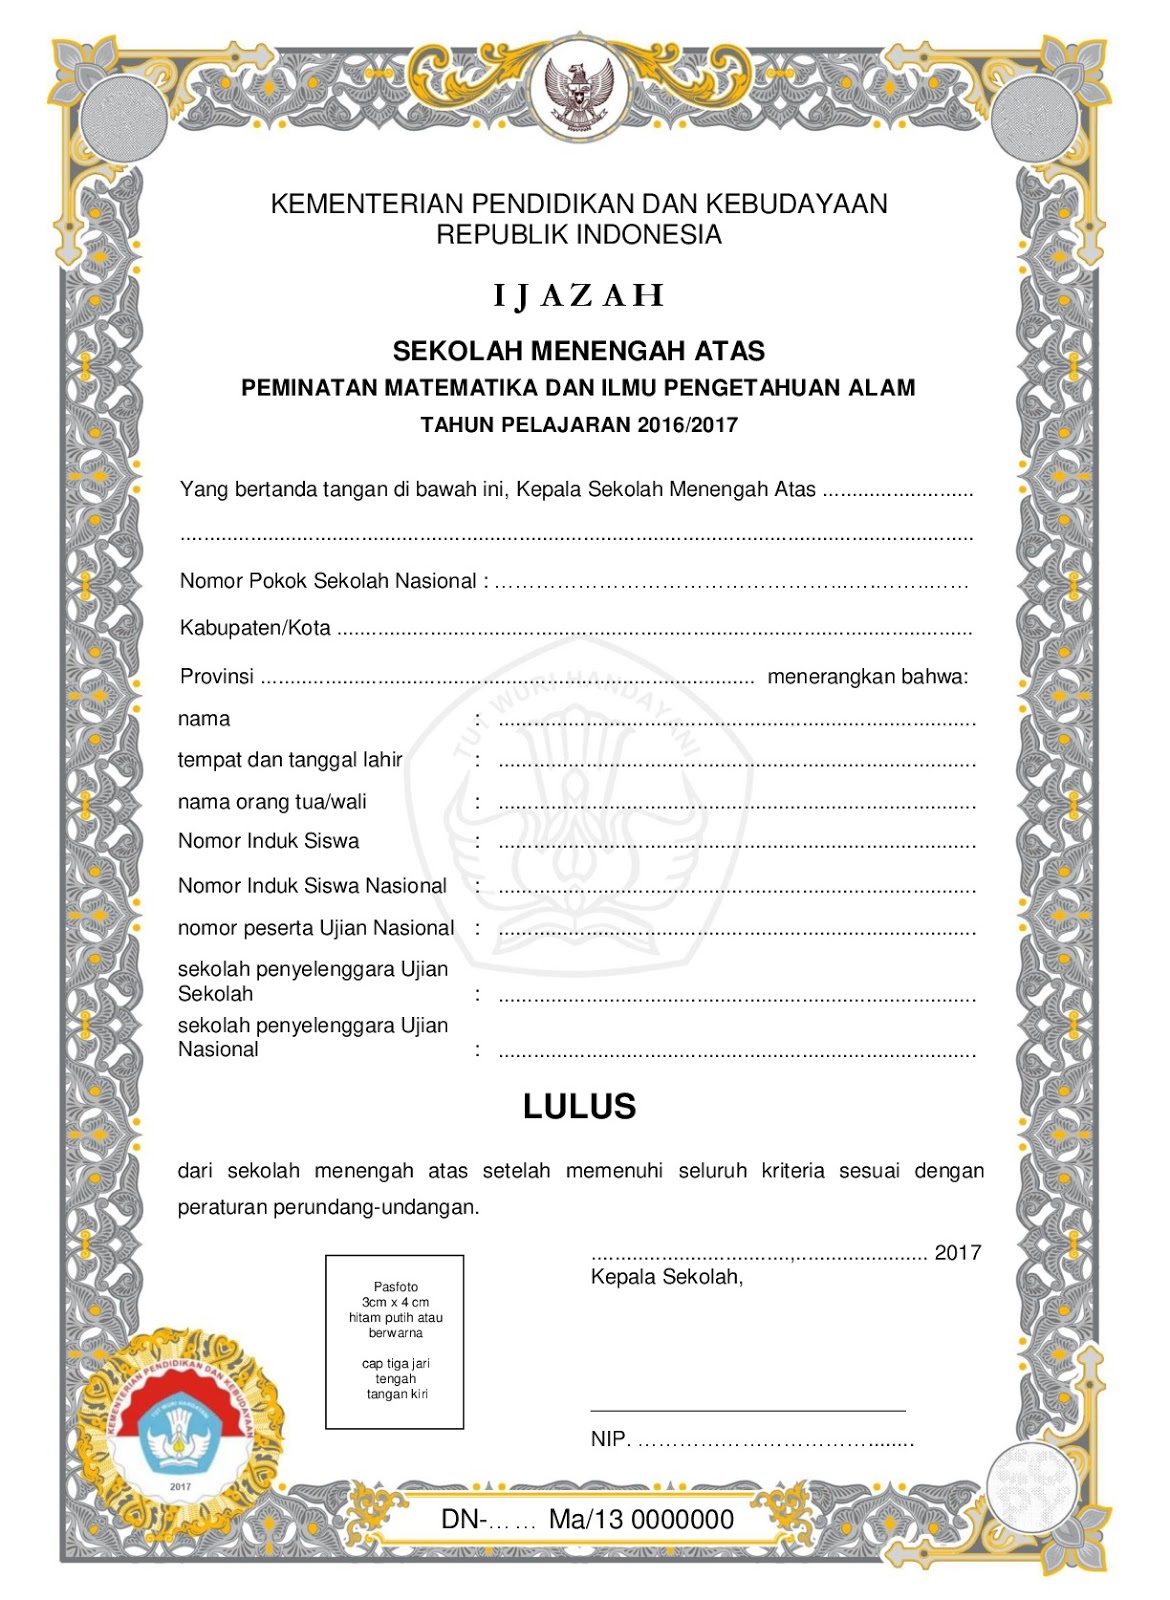 KEMENTERIAN PENDIDIKAN DAN KEBUDAYAAN
REPUBLIK INDONESIA
IJAZAH
SEKOLAH MENENGAH ATAS
PEMINATAN MATEMATIKA DAN ILMU PENGETAHUAN ALAM
TAHUN PELAJARAN 2016/2017
Yang bertanda tangan di bawah ini, Kepala Sekolah Menengah Atas ..........................
........................................................................................................................................
Nomor Pokok Sekolah Nasional : ………………………………………………………………
Kabupaten/Kota .............................................................................................................
Provinsi ..................................................................................... menerangkan bahwa:
TUT WURI HANDAYANI
nama : ..................................................................................
tempat dan tanggal lahir : ..................................................................................
nama orang tua/wali : ..................................................................................
Nomor Induk Siswa : ..................................................................................
Nomor Induk Siswa Nasional : ..................................................................................
nomor peserta Ujian Nasional : ..................................................................................
sekolah penyelenggara Ujian
Sekolah : ..................................................................................
sekolah penyelenggara Ujian
Nasional : ..................................................................................
LULUS
dari sekolah menengah atas setelah memenuhi seluruh kriteria sesuai dengan
peraturan perundang-undangan.
..................................,....................... 2017
Kepala Sekolah,
Pasfoto
3cm x 4 cm
hitam putih atau
berwarna
cap tiga jari
tengah
tangan kiri
NIP. ……………………………........
KEMENTERIAN PENDIDIKAN DAN KEBUDAYAAN
TUT WURI HANDAYANI
2017
DN-…… Ma/13 0000000